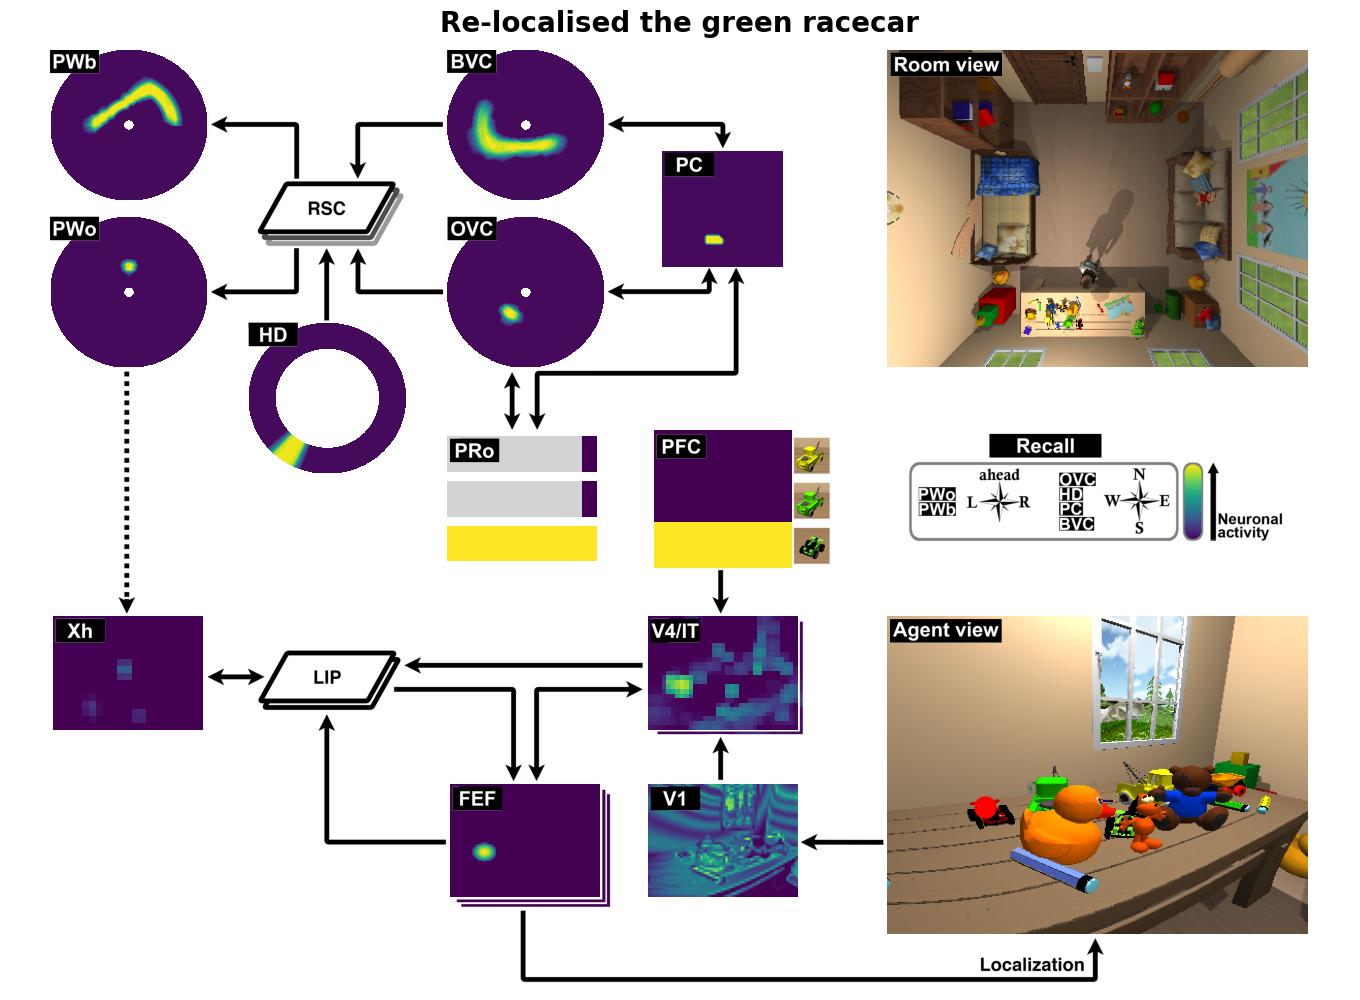 Re-localised the green racecar
PWb
BVC
Room view
PC
RSC
PWo
OVC
HD
PRo
PFC
Recall
ahead
L
R
PWo
PWb
OVC
HD
PC
BVC
N
W
E
S
Neuronal
activity
Xh
LIP
V4/IT
Agent view
FEF
V1
Localization